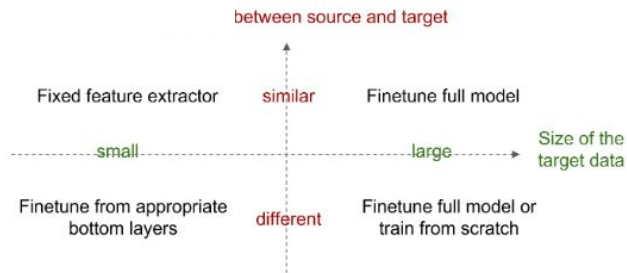 between source and target
Fixed feature extractor
similar
Finetune full model
small
large
Size of the
target data
Finetune from appropriate
bottom layers
different
Finetune full model or
train from scratch